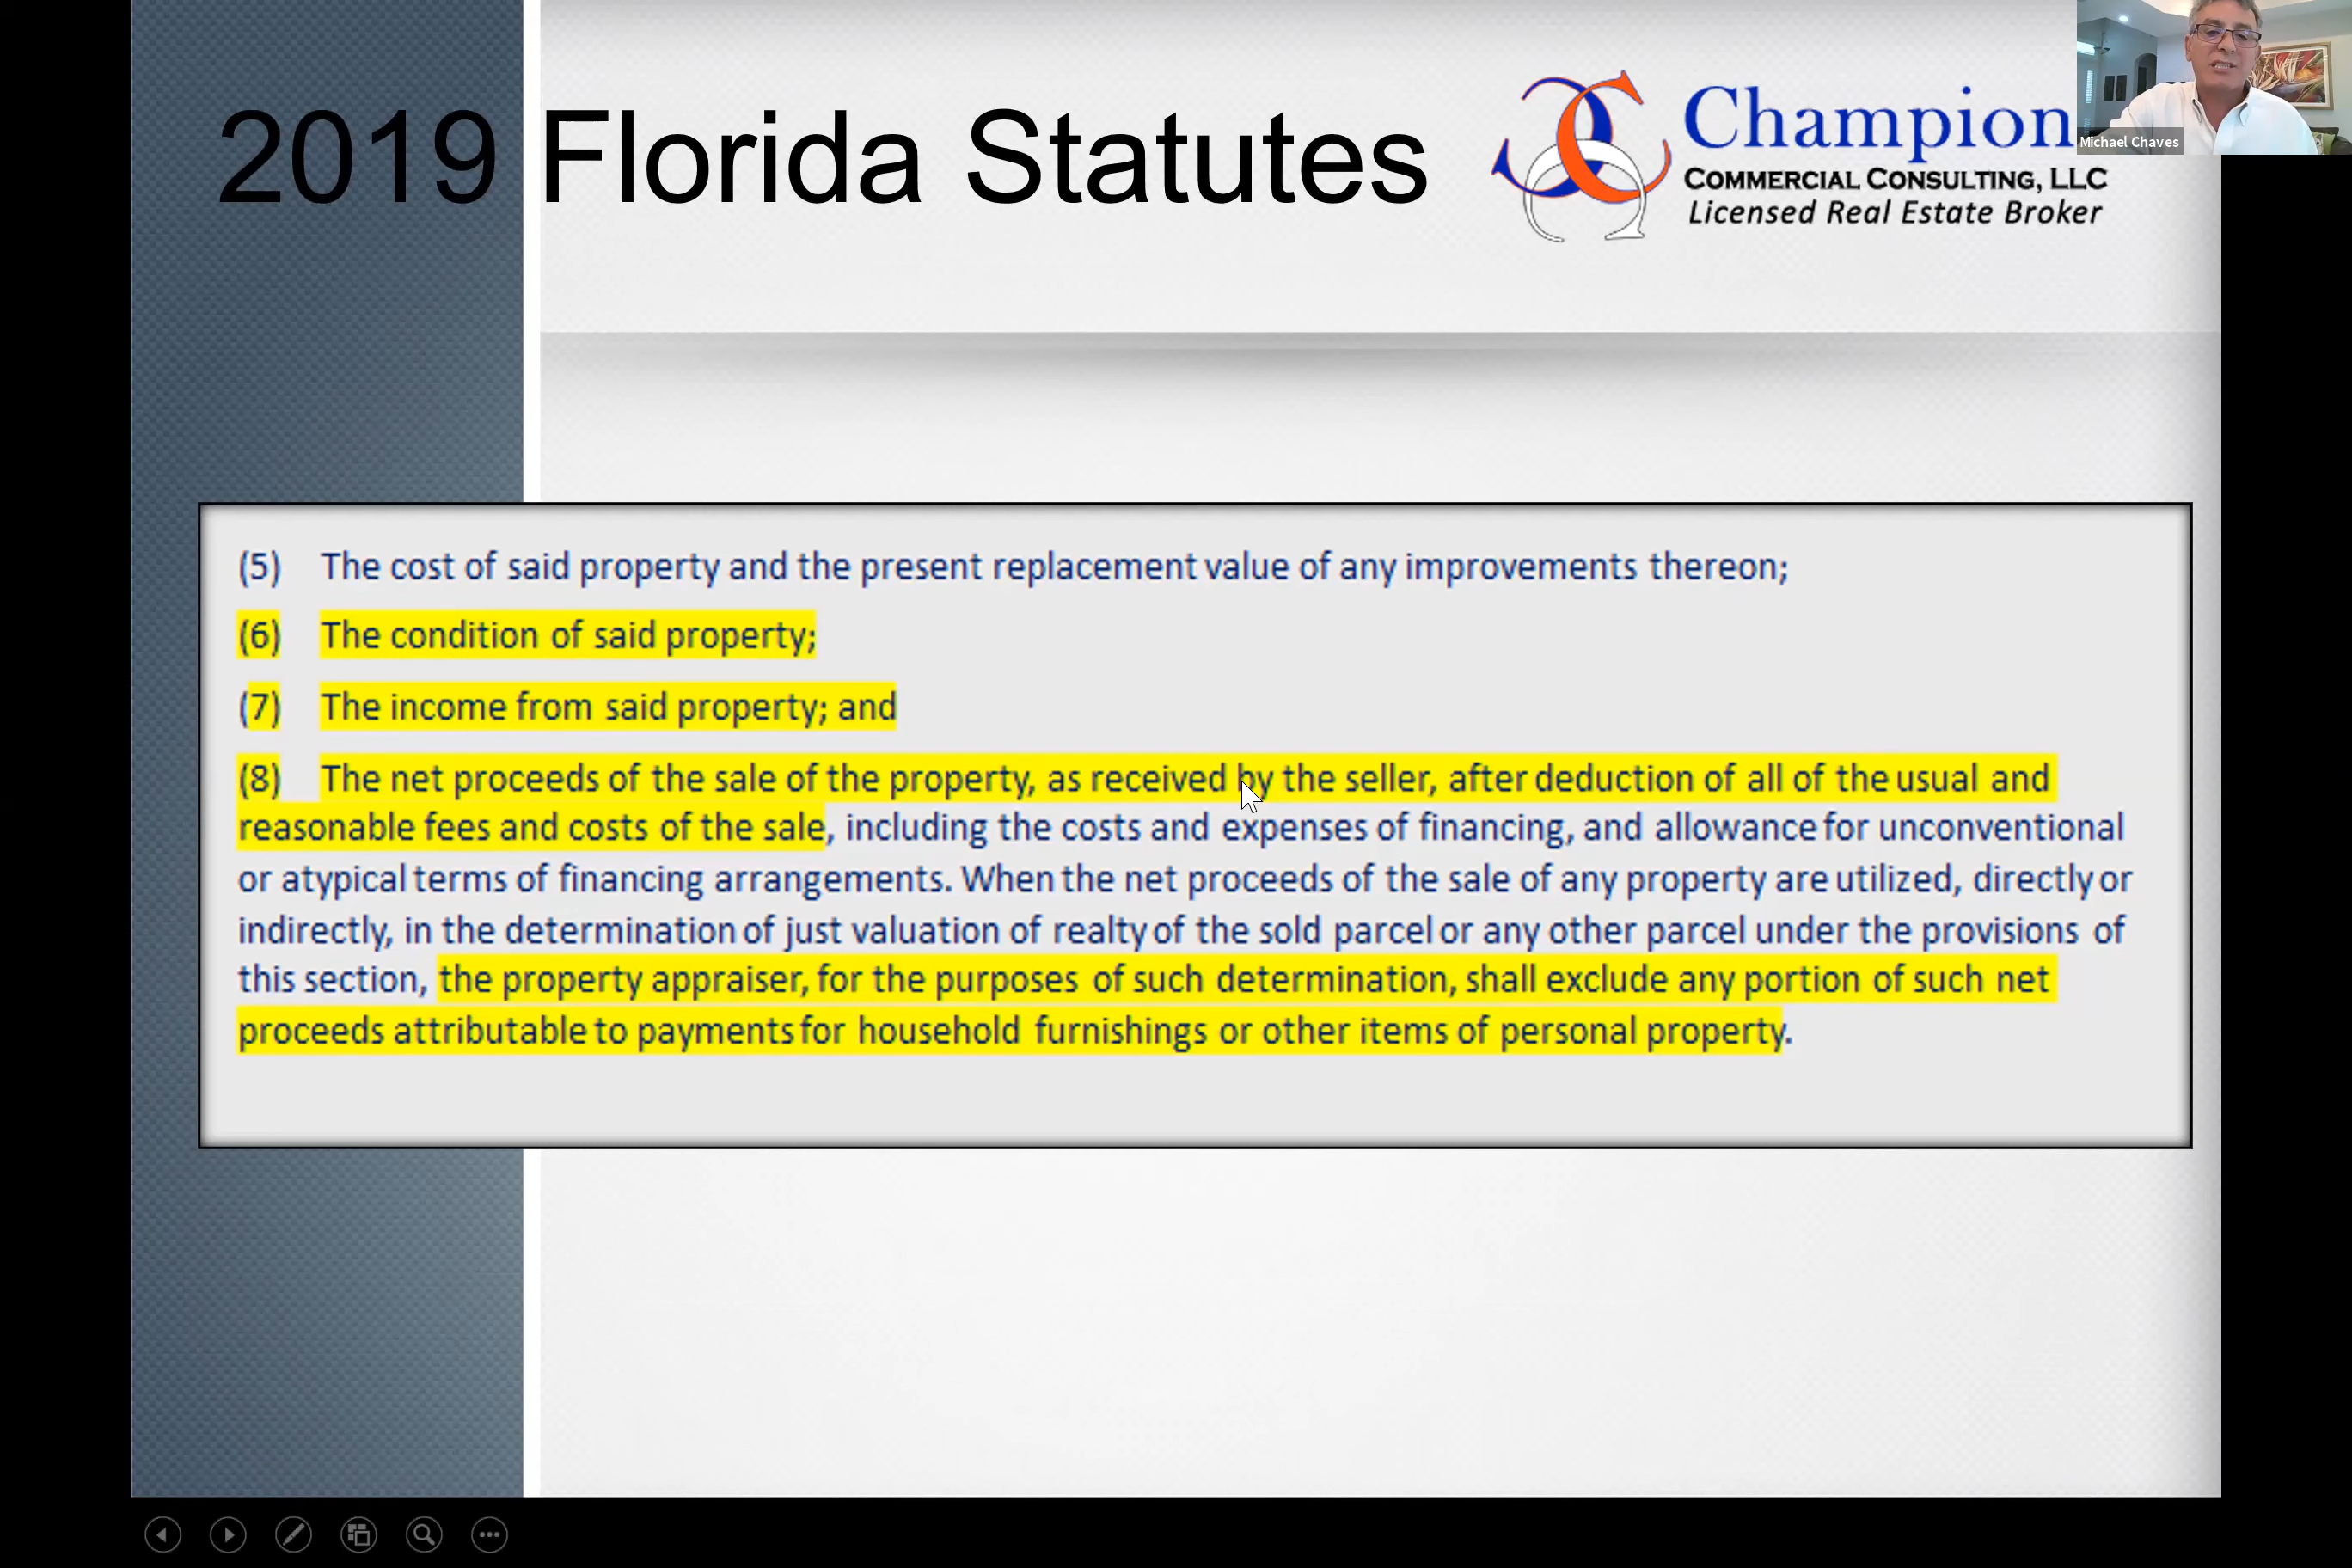 2019 Florida Statutes
Champion
COMMERCIAL CONSULTING, LLC
Licensed Real Estate Broker
Michael Chaves
(5) The cost of said property and the present replacement value of any improvements thereon;
(6) The condition of said property;
(7) The income from said property; and
(8) The net proceeds of the sale of the property, as received by the seller, after deduction of all of the usual and
reasonable fees and costs of the sale, including the costs and expenses of financing, and allowance for unconventional
or atypical terms of financing arrangements. When the net proceeds of the sale of any property are utilized, directly or
indirectly, in the determination of just valuation of realty of the sold parcel or any other parcel under the provisions of
this section, the property appraiser, for the purposes of such determination, shall exclude any portion of such net
proceeds attributable to payments for household furnishings or other items of personal property.